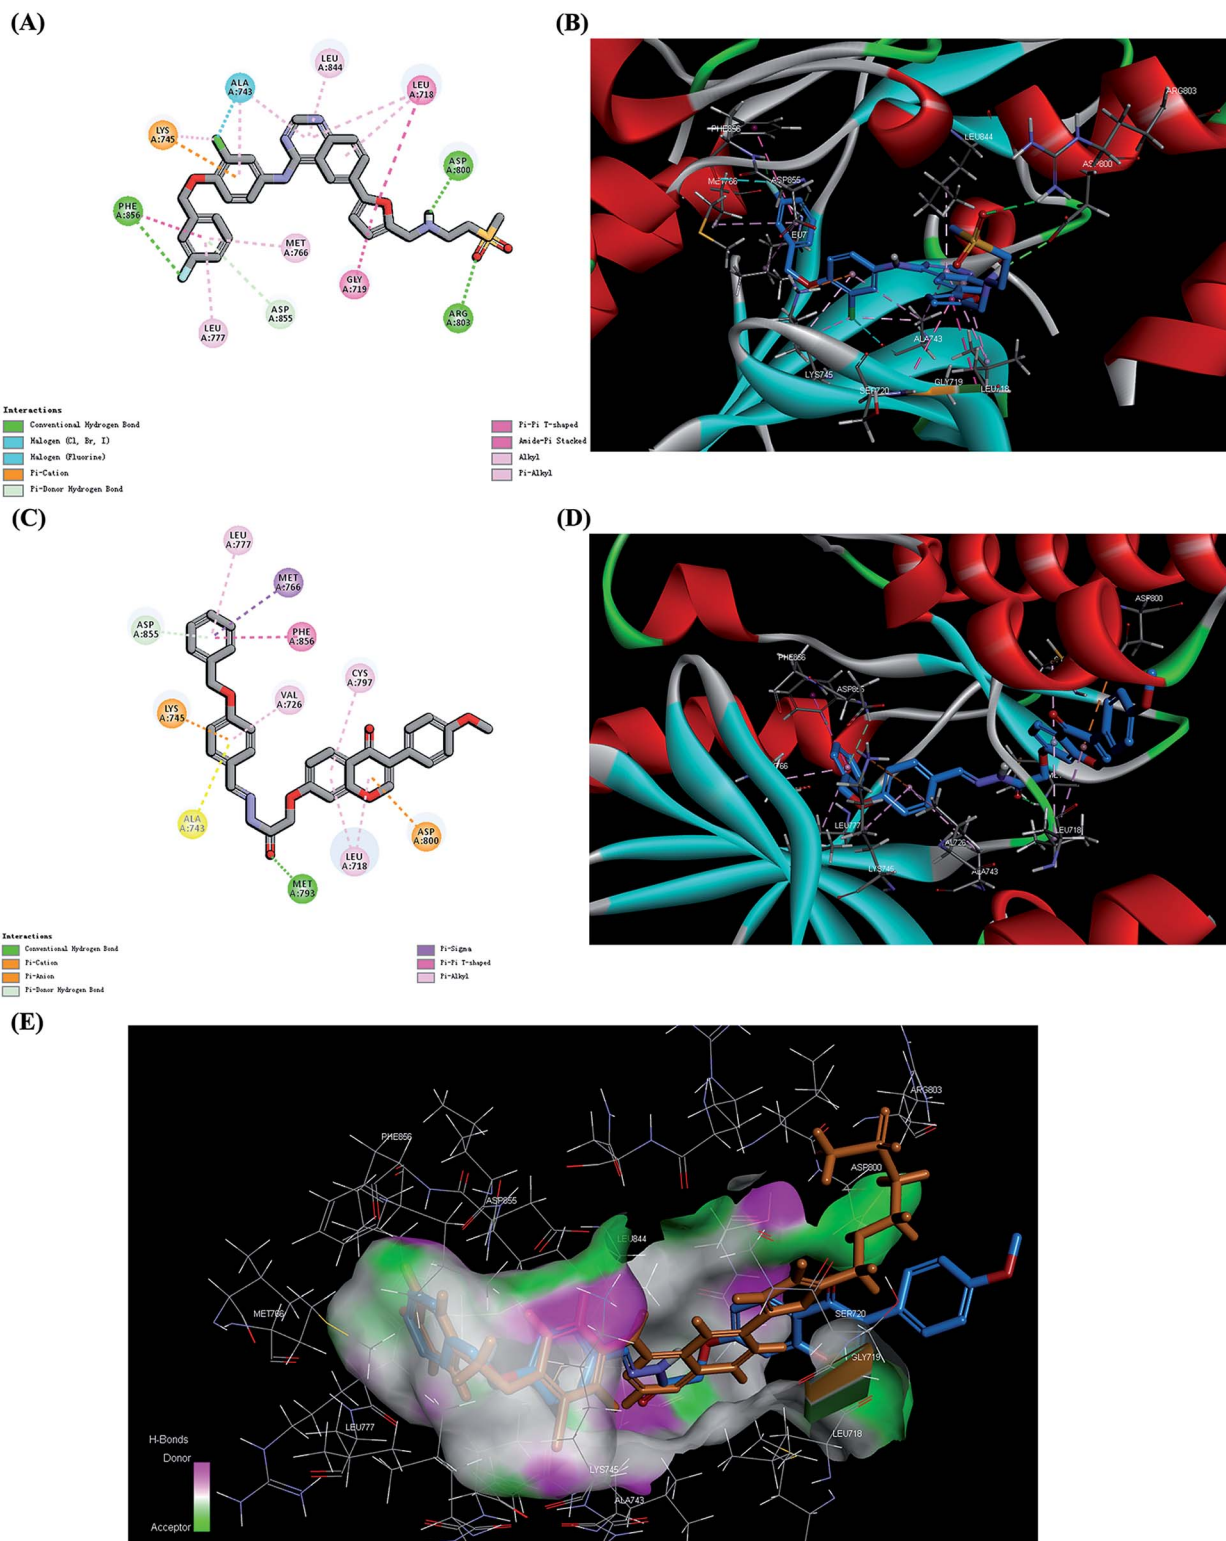 (A)
LEU
A:844
ALA
A:743
LEU
A:718
LYS
A:745
ASP
A:800
PHE
A:856
MET
A:766
GLY
A:719
ASP
A:855
LEU
A:777
ARG
A:803
Interactions
Conventional Hydrogen Bond
Halogen (Cl, Br, I)
Halogen (Fluorine)
Pi-Cation
Pi-Donor Hydrogen Bond
Pi-Pi T-shaped
Amide-Pi Stacked
Alkyl
Pi-Alkyl
(B)
ARG803
PHE856
LEU844
ASP800
MET766
ASP855
ALA743
LYS745
SER720
GLY719
LEU718
(C)
LEU
A:777
MET
A:766
ASP
A:855
PHE
A:856
CYS
A:797
LYS
A:745
VAL
A:726
ALA
A:743
ASP
A:800
LEU
A:718
MET
A:793
Interactions
Conventional Hydrogen Bond
Pi-Cation
Pi-Anion
Pi-Donor Hydrogen Bond
Pi-Sigma
Pi-Pi T-shaped
Pi-Alkyl
(D)
ASP800
PHE856
LEU777
LEU718
ALA743
(E)
ARG803
PHE856
ASP800
ASP855
LEU844
MET766
SER720
GLY719
LEU777
LEU718
H-Bonds
Donor
LYS745
ALA743
Acceptor